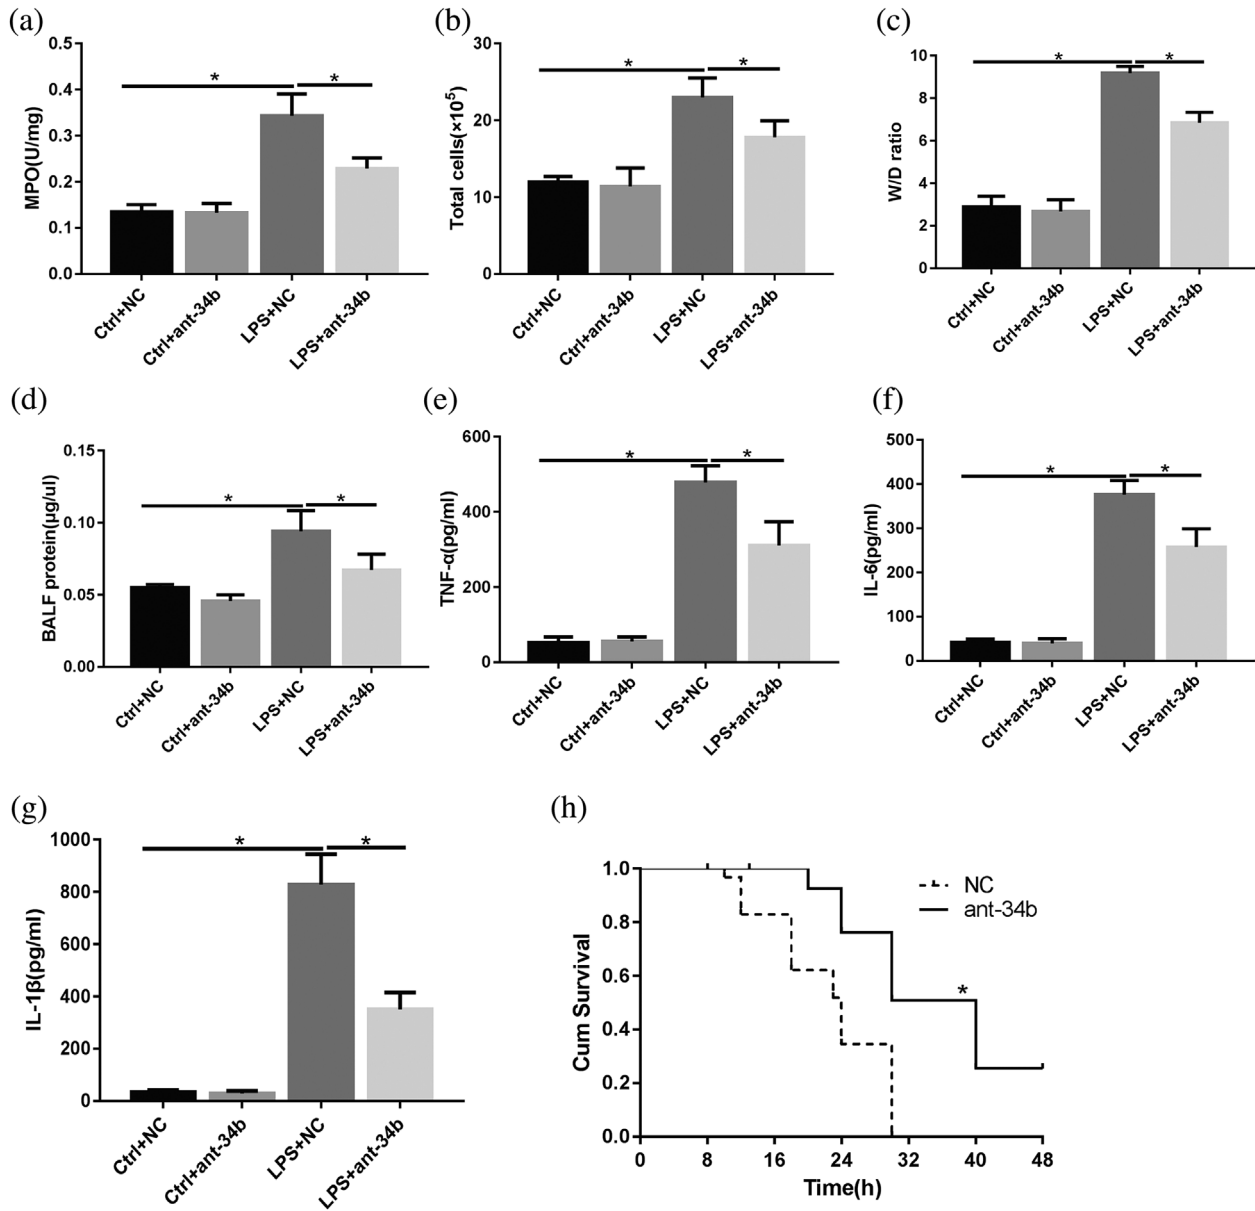 (a)
MPO(U/mg)
0.5
0.4
0.3
0.2
0.1
0.0
*
*
Ctrl+NC
Ctrl+ant-34b
LPS+NC
LPS+ant-34b
(b)
Total cells(×10⁵)
30
20
10
0
*
*
Ctrl+NC
Ctrl+ant-34b
LPS+NC
LPS+ant-34b
(c)
W/D ratio
10
8
6
4
2
0
*
*
Ctrl+NC
Ctrl+ant-34b
LPS+NC
LPS+ant-34b
(d)
BALF protein(μg/ul)
0.15
0.10
0.05
0.00
*
*
Ctrl+NC
Ctrl+ant-34b
LPS+NC
LPS+ant-34b
(e)
TNF-α(pg/ml)
600
400
200
0
*
*
Ctrl+NC
Ctrl+ant-34b
LPS+NC
LPS+ant-34b
(f)
IL-6(pg/ml)
500
400
300
200
100
0
*
*
Ctrl+NC
Ctrl+ant-34b
LPS+NC
LPS+ant-34b
(g)
IL-1β(pg/ml)
1000
800
600
400
200
0
*
*
Ctrl+NC
Ctrl+ant-34b
LPS+NC
LPS+ant-34b
(h)
Cum Survival
1.0
0.8
0.6
0.4
0.2
0.0
NC
ant-34b
*
0 8 16 24 32 40 48
Time(h)